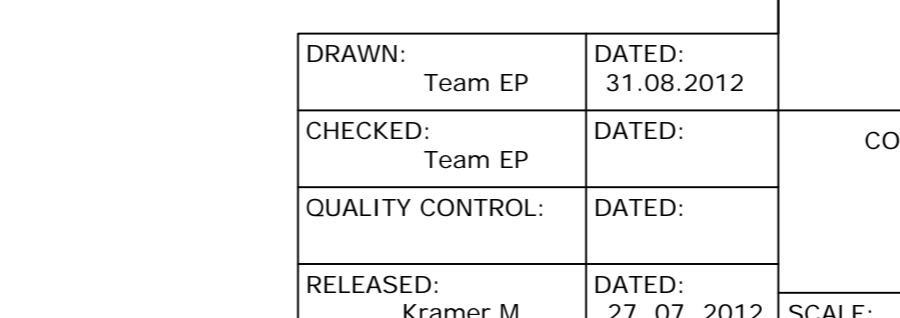 DRAWN: DATED:
Team EP 31.08.2012
CHECKED: DATED:
CO
Team EP
QUALITY CONTROL: DATED:
RELEASED: DATED:
Kramer M 27. 07. 2012 SCALE: